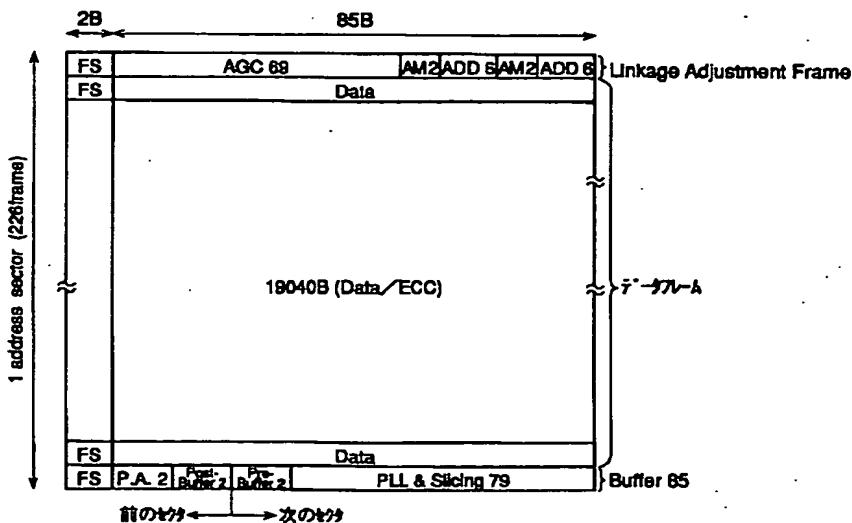 2B
85B
FS AGC 69 AM2 ADD 6 AM2 ADD 6
Linkage Adjustment Frame
FS Data
1 address sector (226frame)
19040B (Data/ECC)
ﾃﾞｰﾀﾌﾚｰﾑ
FS Data
FS P.A. 2 Post-Buffer 2 Pre-Buffer 2 PLL & Slicing 79
Buffer 85
前のｾｸﾀ 次のｾｸﾀ